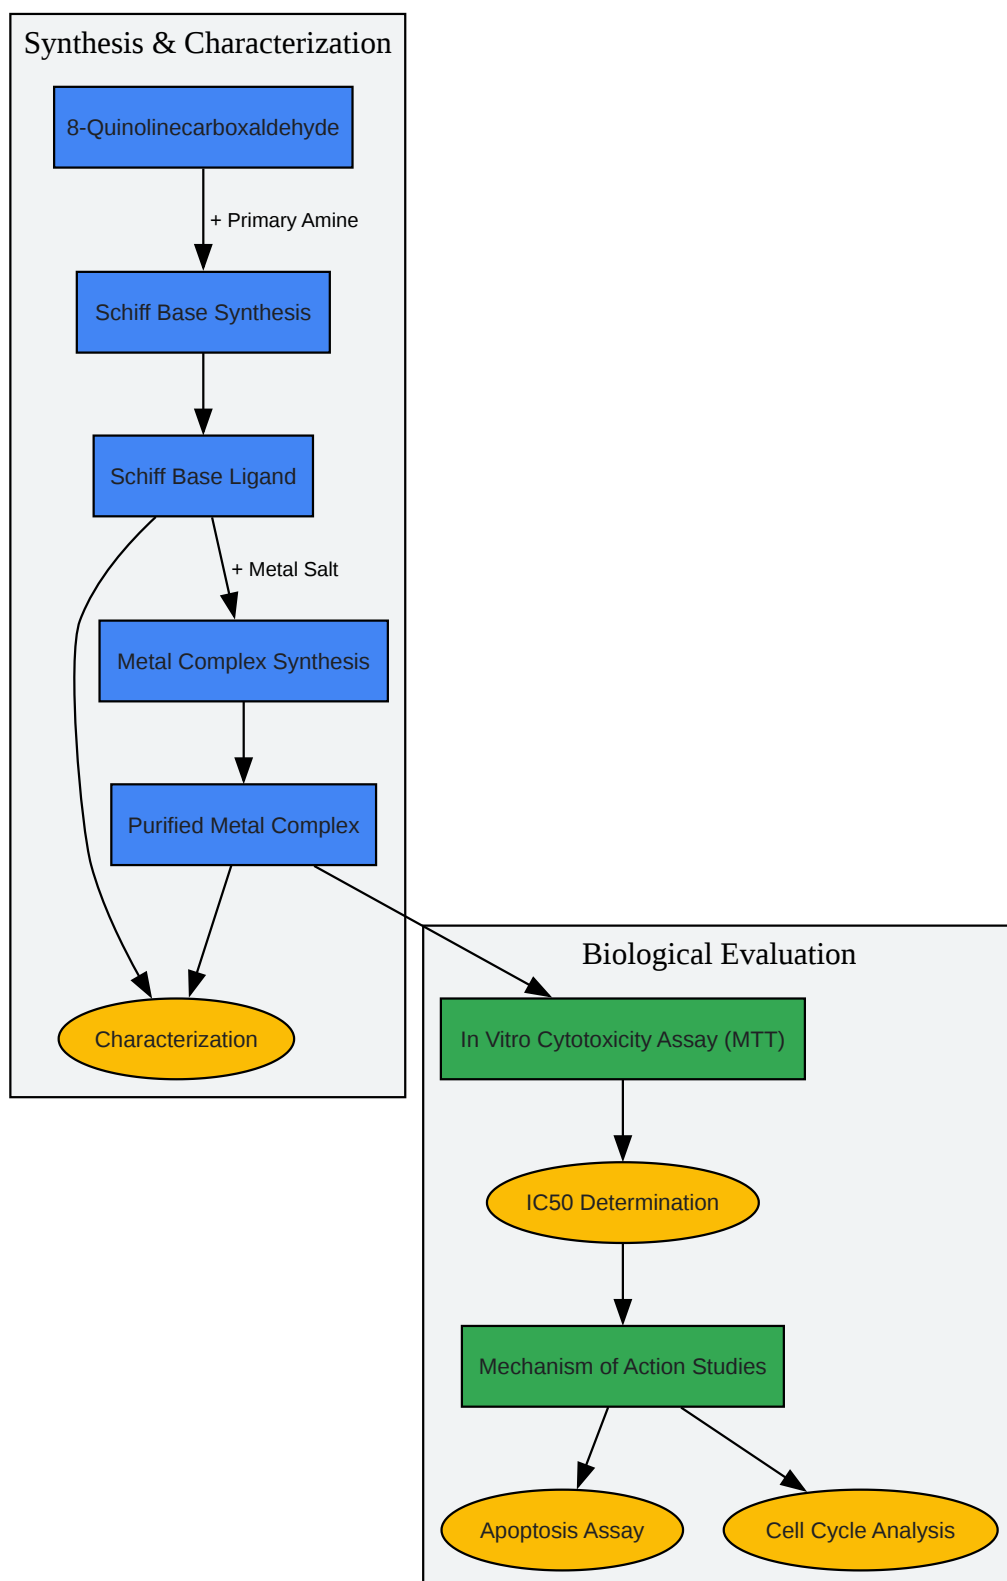 Synthesis & Characterization
8-Quinolinecarboxaldehyde
+ Primary Amine
Schiff Base Synthesis
Schiff Base Ligand
+ Metal Salt
Metal Complex Synthesis
Purified Metal Complex
Characterization
Biological Evaluation
In Vitro Cytotoxicity Assay (MTT)
IC50 Determination
Mechanism of Action Studies
Apoptosis Assay
Cell Cycle Analysis